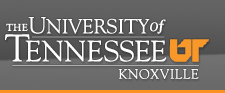 THE UNIVERSITY of
TENNESSEE UT
KNOXVILLE